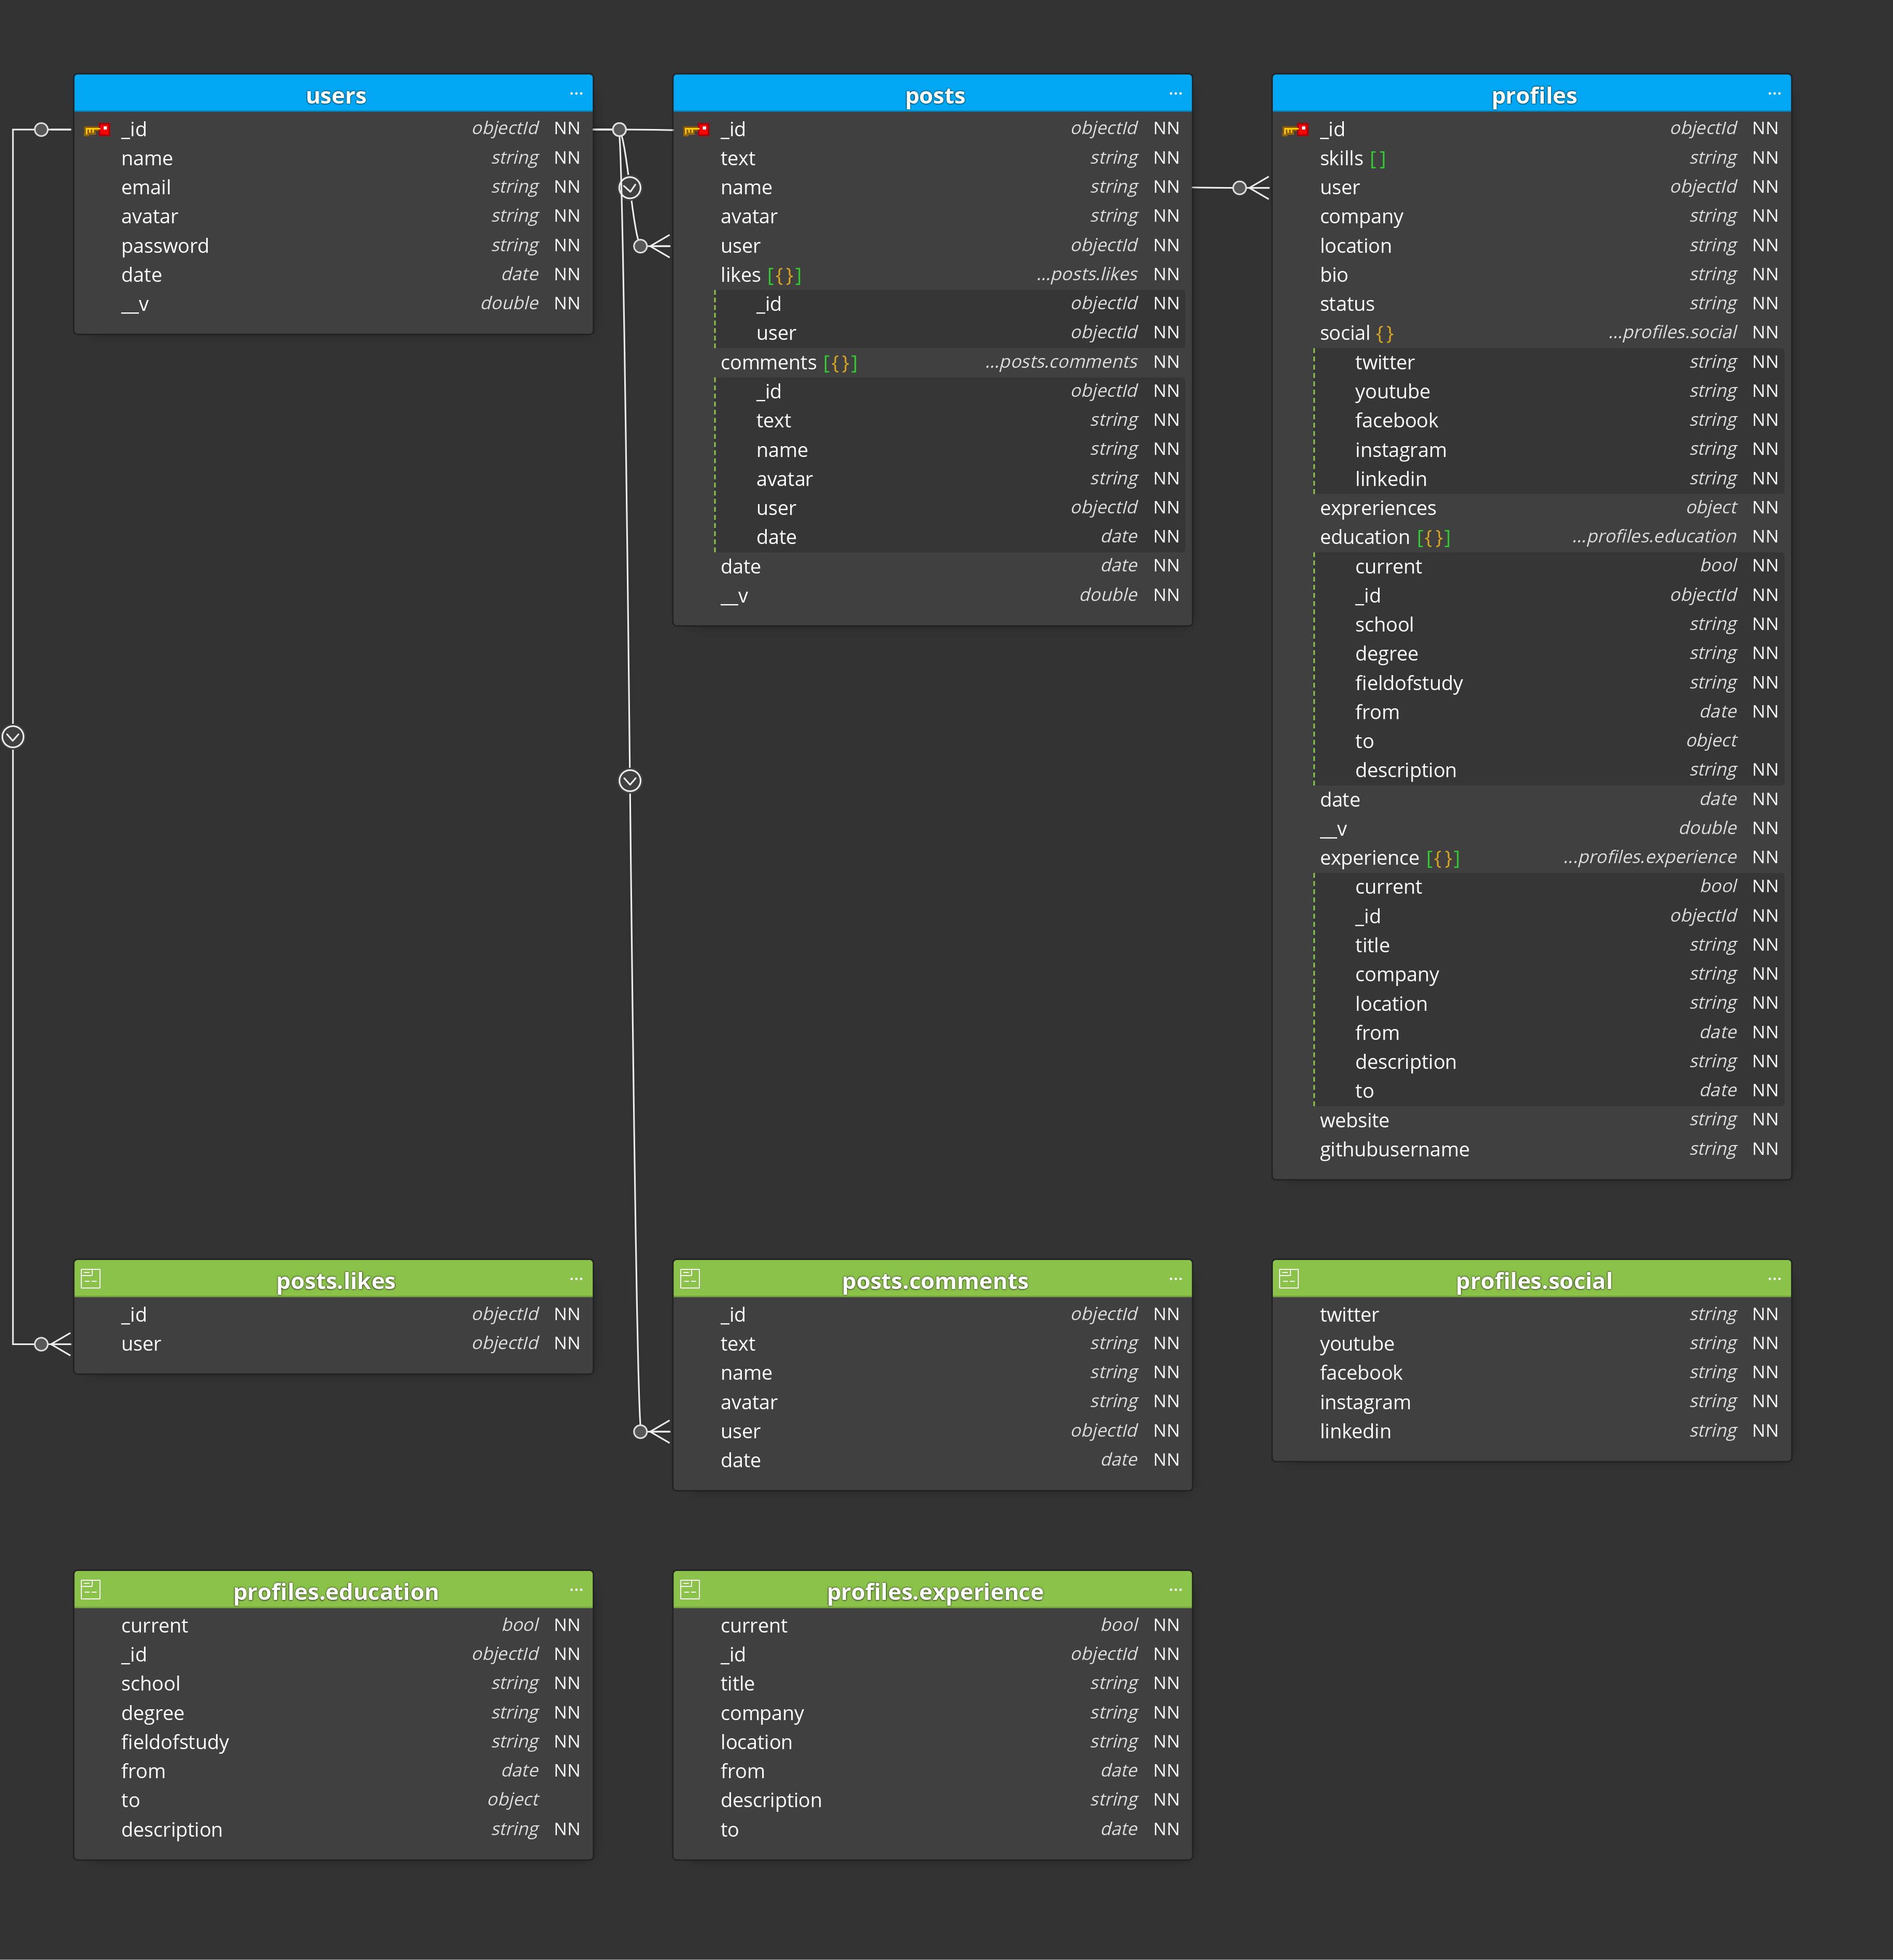 users ...
_id objectId NN
name string NN
email string NN
avatar string NN
password string NN
date date NN
__v double NN
posts ...
_id objectId NN
text string NN
name string NN
avatar string NN
user objectId NN
likes [{}] ...posts.likes NN
_id objectId NN
user objectId NN
comments [{}] ...posts.comments NN
_id objectId NN
text string NN
name string NN
avatar string NN
user objectId NN
date date NN
date date NN
__v double NN
profiles ...
_id objectId NN
skills [] string NN
user objectId NN
company string NN
location string NN
bio string NN
status string NN
social {} ...profiles.social NN
twitter string NN
youtube string NN
facebook string NN
instagram string NN
linkedin string NN
expreriences object NN
education [{}] ...profiles.education NN
current bool NN
_id objectId NN
school string NN
degree string NN
fieldofstudy string NN
from date NN
to object
description string NN
date date NN
__v double NN
experience [{}] ...profiles.experience NN
current bool NN
_id objectId NN
title string NN
company string NN
location string NN
from date NN
description string NN
to date NN
website string NN
githubusername string NN
posts.likes ...
_id objectId NN
user objectId NN
posts.comments ...
_id objectId NN
text string NN
name string NN
avatar string NN
user objectId NN
date date NN
profiles.social ...
twitter string NN
youtube string NN
facebook string NN
instagram string NN
linkedin string NN
profiles.education ...
current bool NN
_id objectId NN
school string NN
degree string NN
fieldofstudy string NN
from date NN
to object
description string NN
profiles.experience ...
current bool NN
_id objectId NN
title string NN
company string NN
location string NN
from date NN
description string NN
to date NN